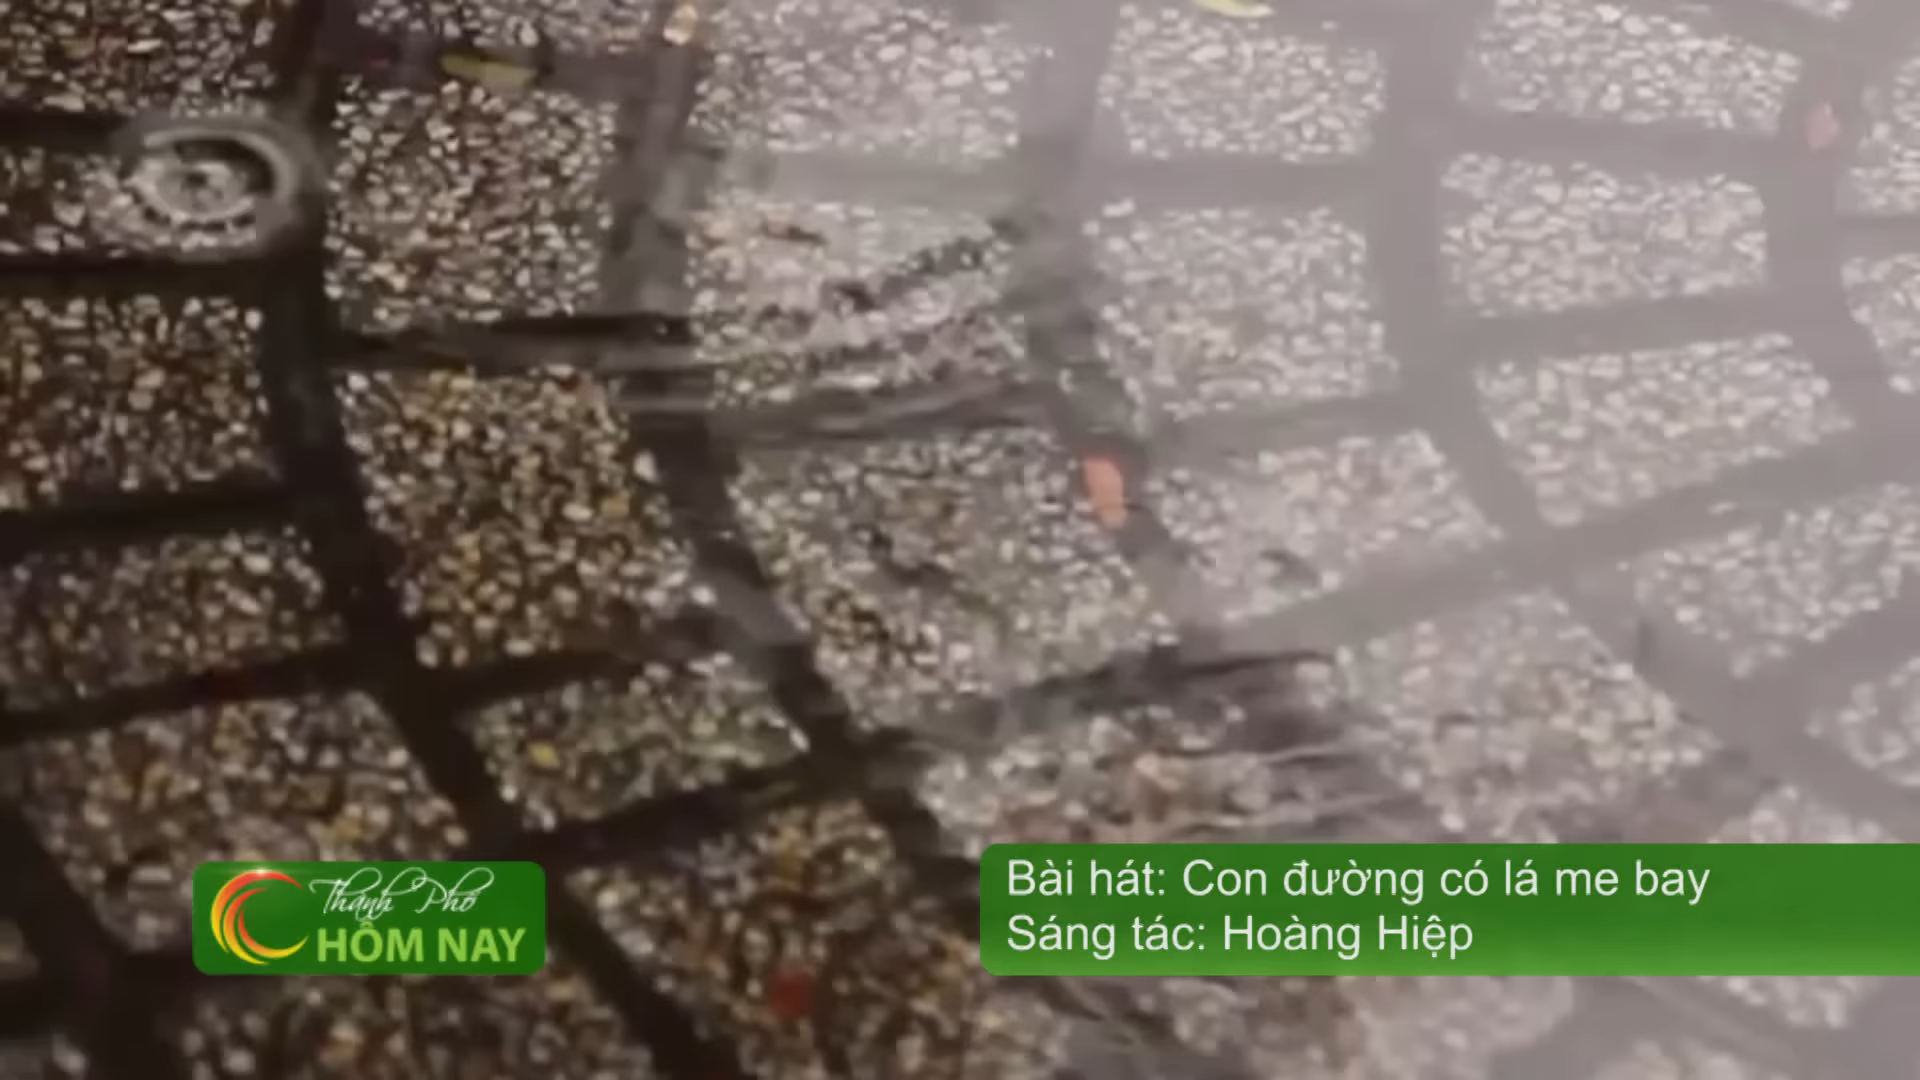 Thành Phố
HÔM NAY
Bài hát: Con đường có lá me bay
Sáng tác: Hoàng Hiệp